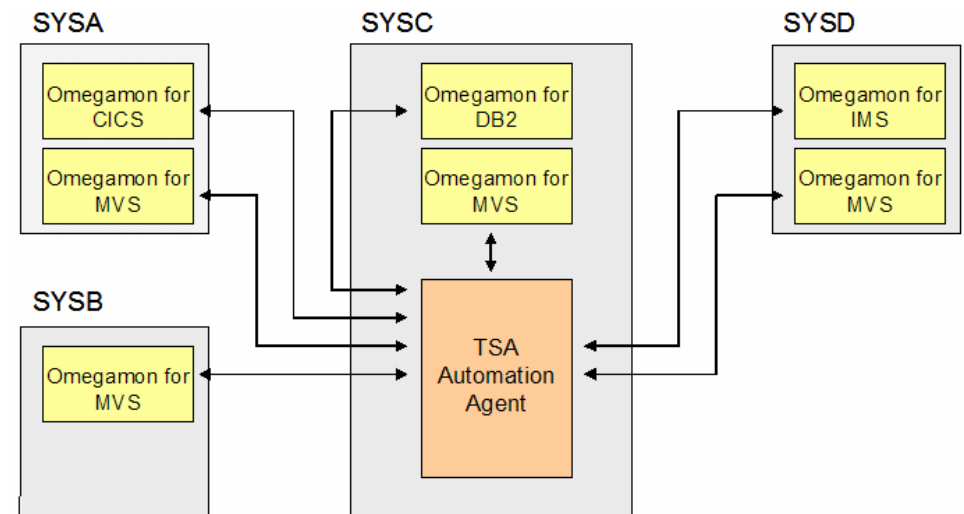 SYSA
Omegamon for
CICS
Omegamon for
MVS
SYSB
Omegamon for
MVS
SYSC
Omegamon for
DB2
Omegamon for
MVS
TSA
Automation
Agent
SYSD
Omegamon for
IMS
Omegamon for
MVS